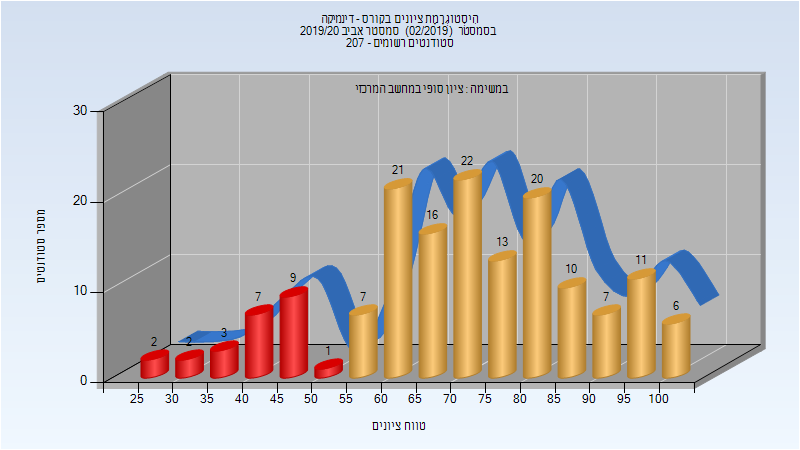 היסטוגרמת ציונים בקורס - דינמיקה
בסמסטר (02/2019) סמסטר אביב 2019/20
סטודנטים רשומים - 207
במשימה : ציון סופי במחשב המרכזי
מספר סטודנטים
30
20
10
0
2
2
3
7
9
1
7
21
16
22
13
20
10
7
11
6
25 30 35 40 45 50 55 60 65 70 75 80 85 90 95 100
טווח ציונים